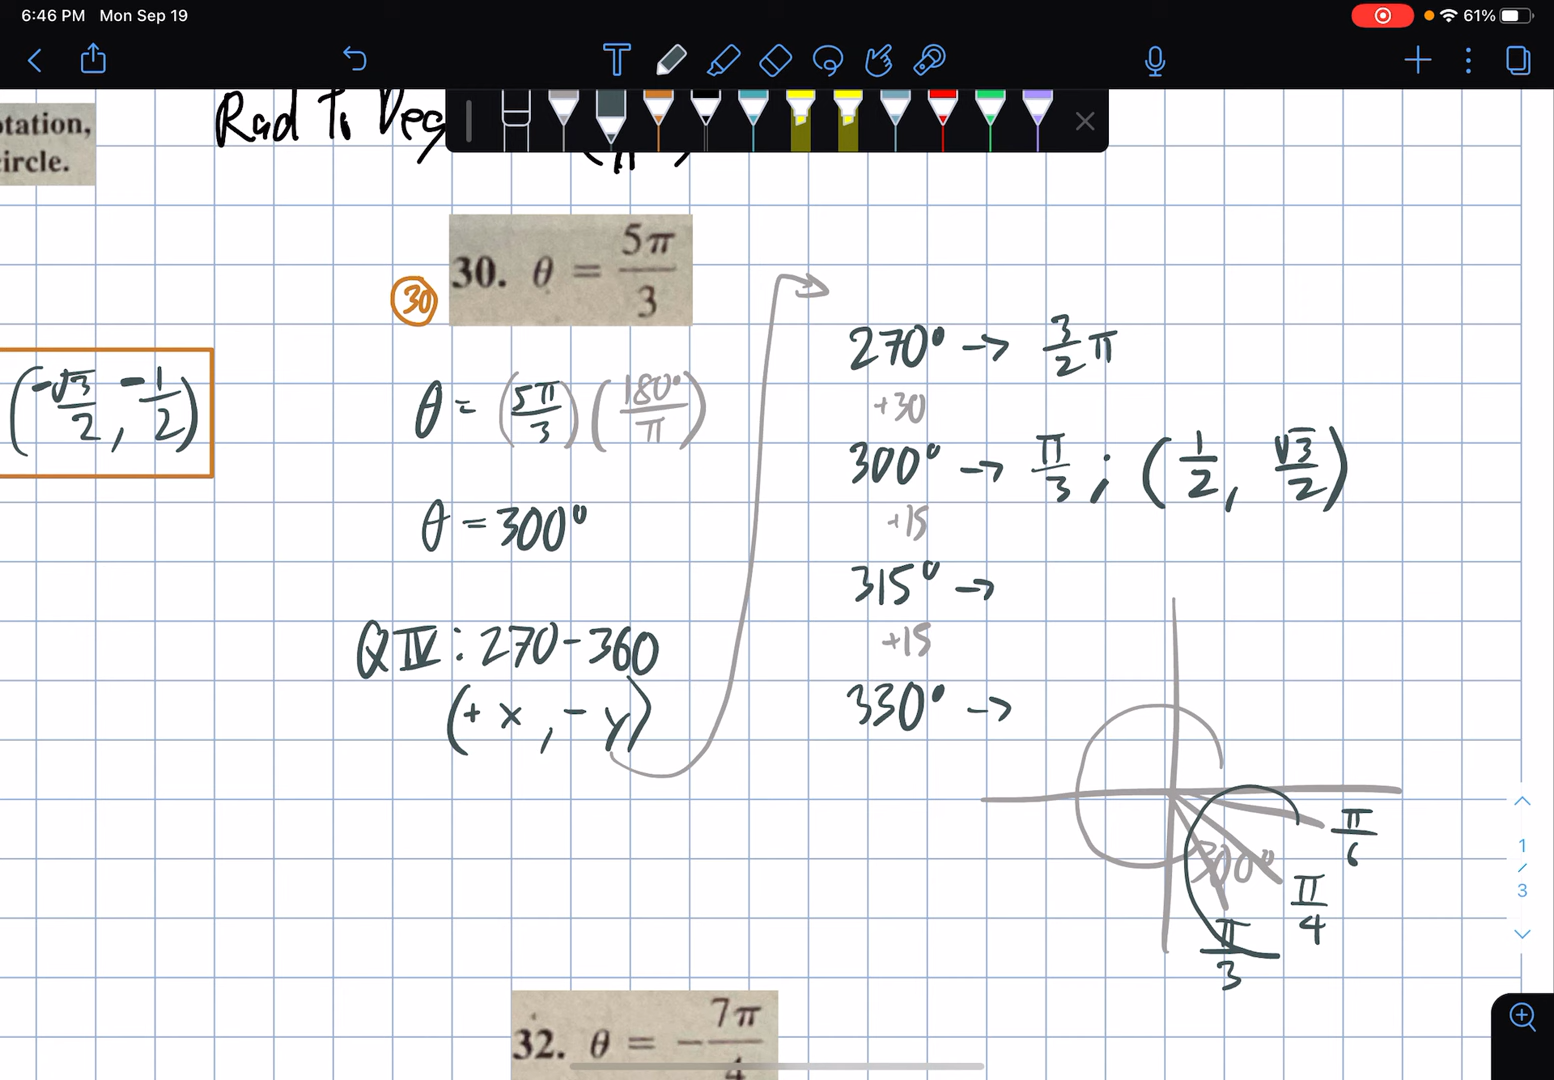 6:46 PM Mon Sep 19
61%
otation,
ircle.
Rad To Deg
π
30. θ = 5π/3
30
(-√3/2, -1/2)
θ = (5π/3)(180°/π)
θ = 300°
QIV: 270-360
(+x, -y)
270° → 3/2 π
+30
300° → π/3 ; (1/2, √3/2)
+15
315° →
+15
330° →
π/6
300°
π/4
π/3
1
/
3
32. θ = - 7π/4